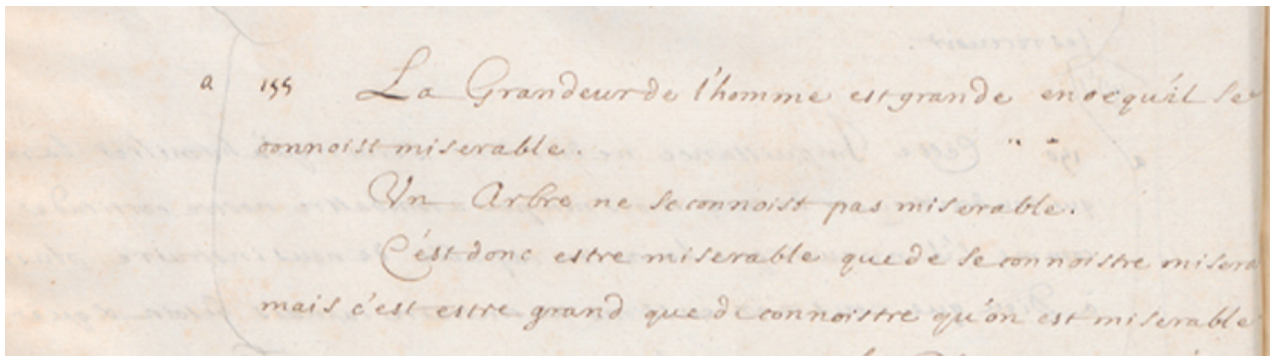 a 155 La Grandeur de l'homme est grande en ce qu'il se
connoist miserable.
Un Arbre ne se connoist pas miserable.
C'est donc estre miserable que de se connoistre misera
mais c'est estre grand que de connoistre qu'on est miserable